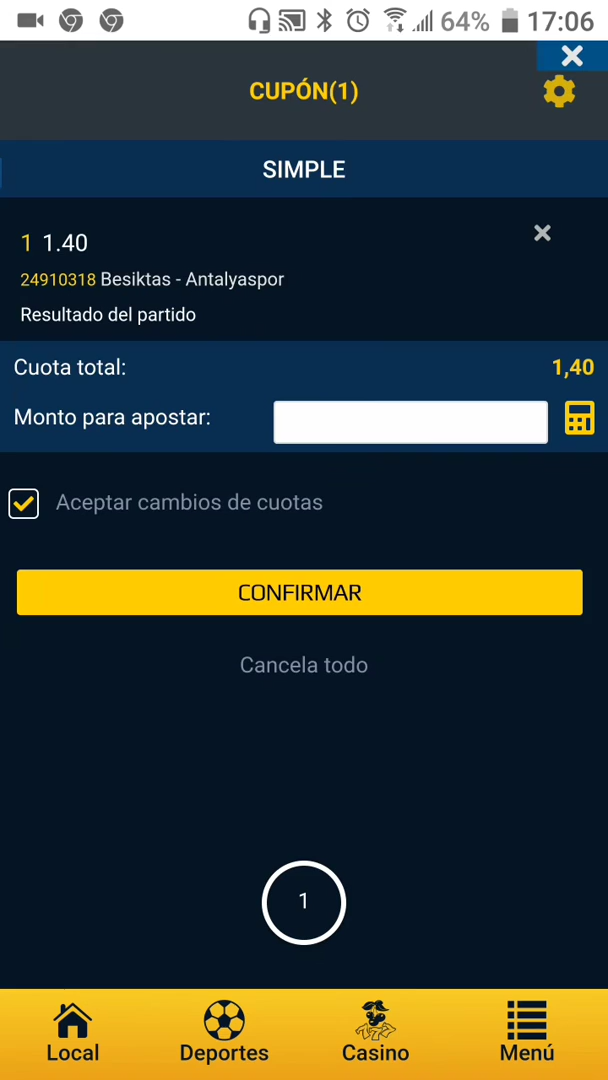 64% 17:06
CUPÓN(1)
SIMPLE
1 1.40
24910318 Besiktas - Antalyaspor
Resultado del partido
Cuota total: 1,40
Monto para apostar:
Aceptar cambios de cuotas
CONFIRMAR
Cancela todo
1
Local Deportes Casino Menú